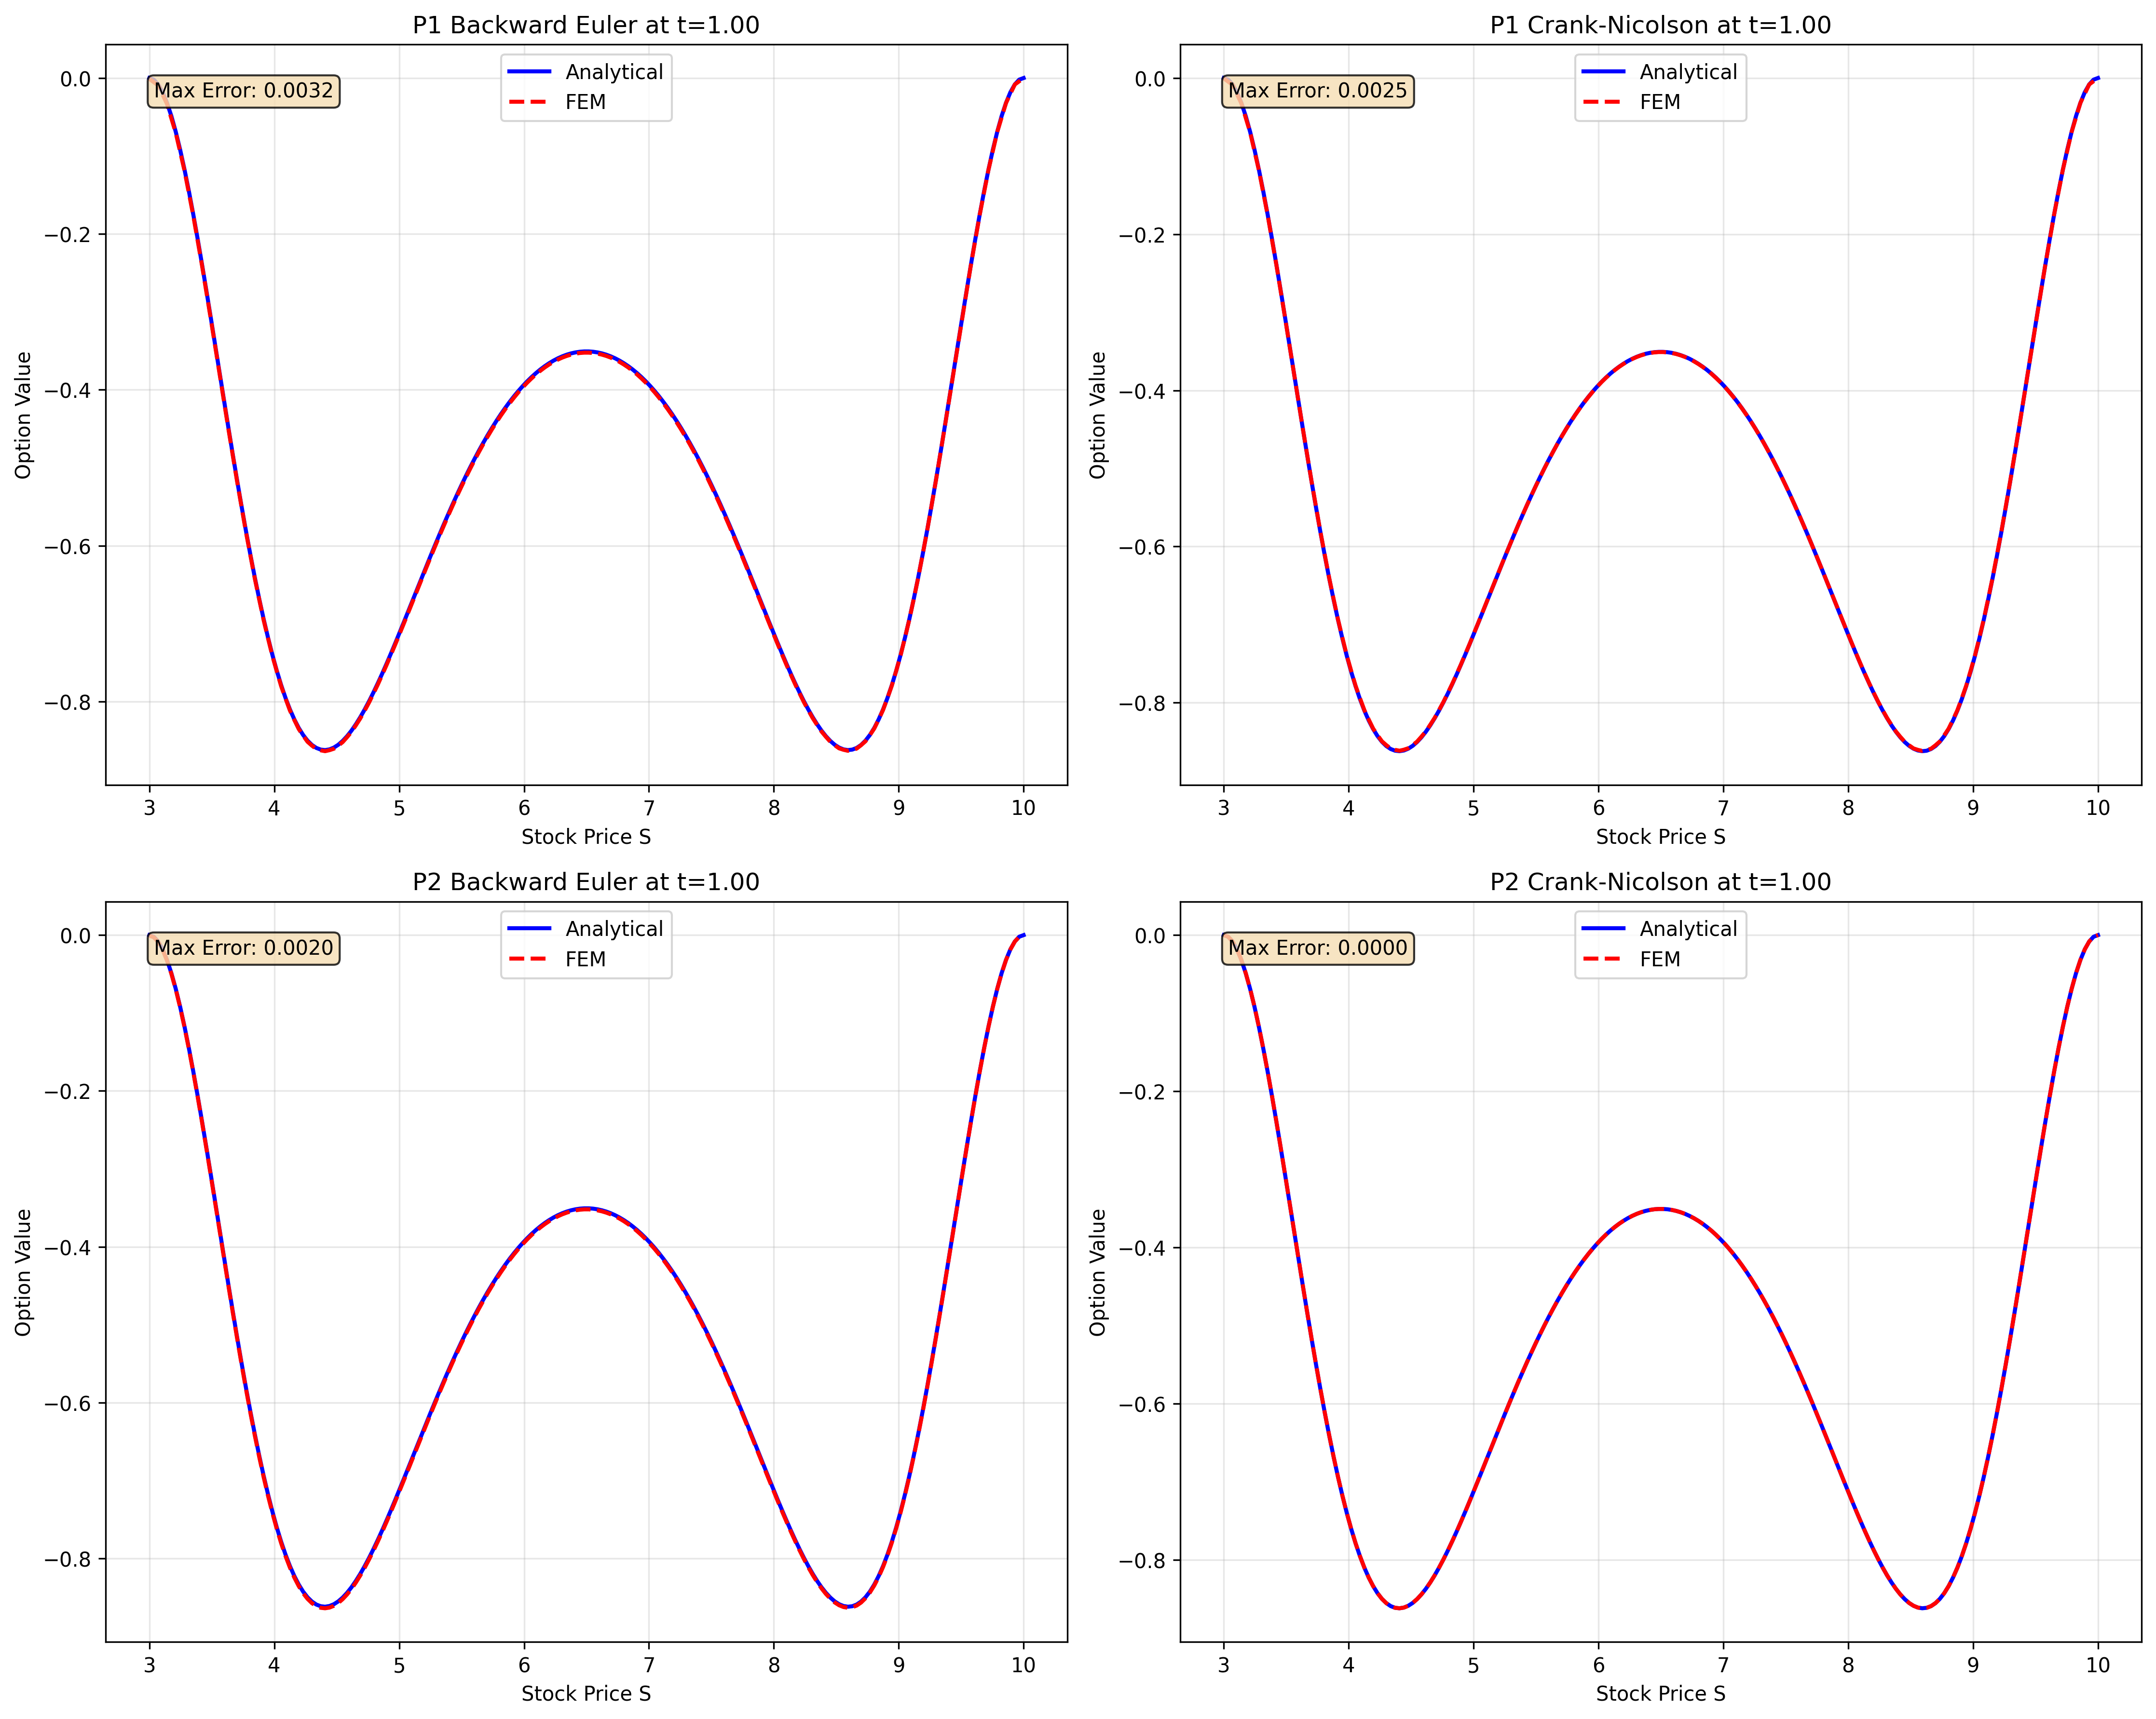 P1 Backward Euler at t=1.00
Max Error: 0.0032
Analytical
FEM
0.0
−0.2
−0.4
−0.6
−0.8
Option Value
3 4 5 6 7 8 9 10
Stock Price S
P1 Crank-Nicolson at t=1.00
Max Error: 0.0025
Analytical
FEM
0.0
−0.2
−0.4
−0.6
−0.8
Option Value
3 4 5 6 7 8 9 10
Stock Price S
P2 Backward Euler at t=1.00
Max Error: 0.0020
Analytical
FEM
0.0
−0.2
−0.4
−0.6
−0.8
Option Value
3 4 5 6 7 8 9 10
Stock Price S
P2 Crank-Nicolson at t=1.00
Max Error: 0.0000
Analytical
FEM
0.0
−0.2
−0.4
−0.6
−0.8
Option Value
3 4 5 6 7 8 9 10
Stock Price S